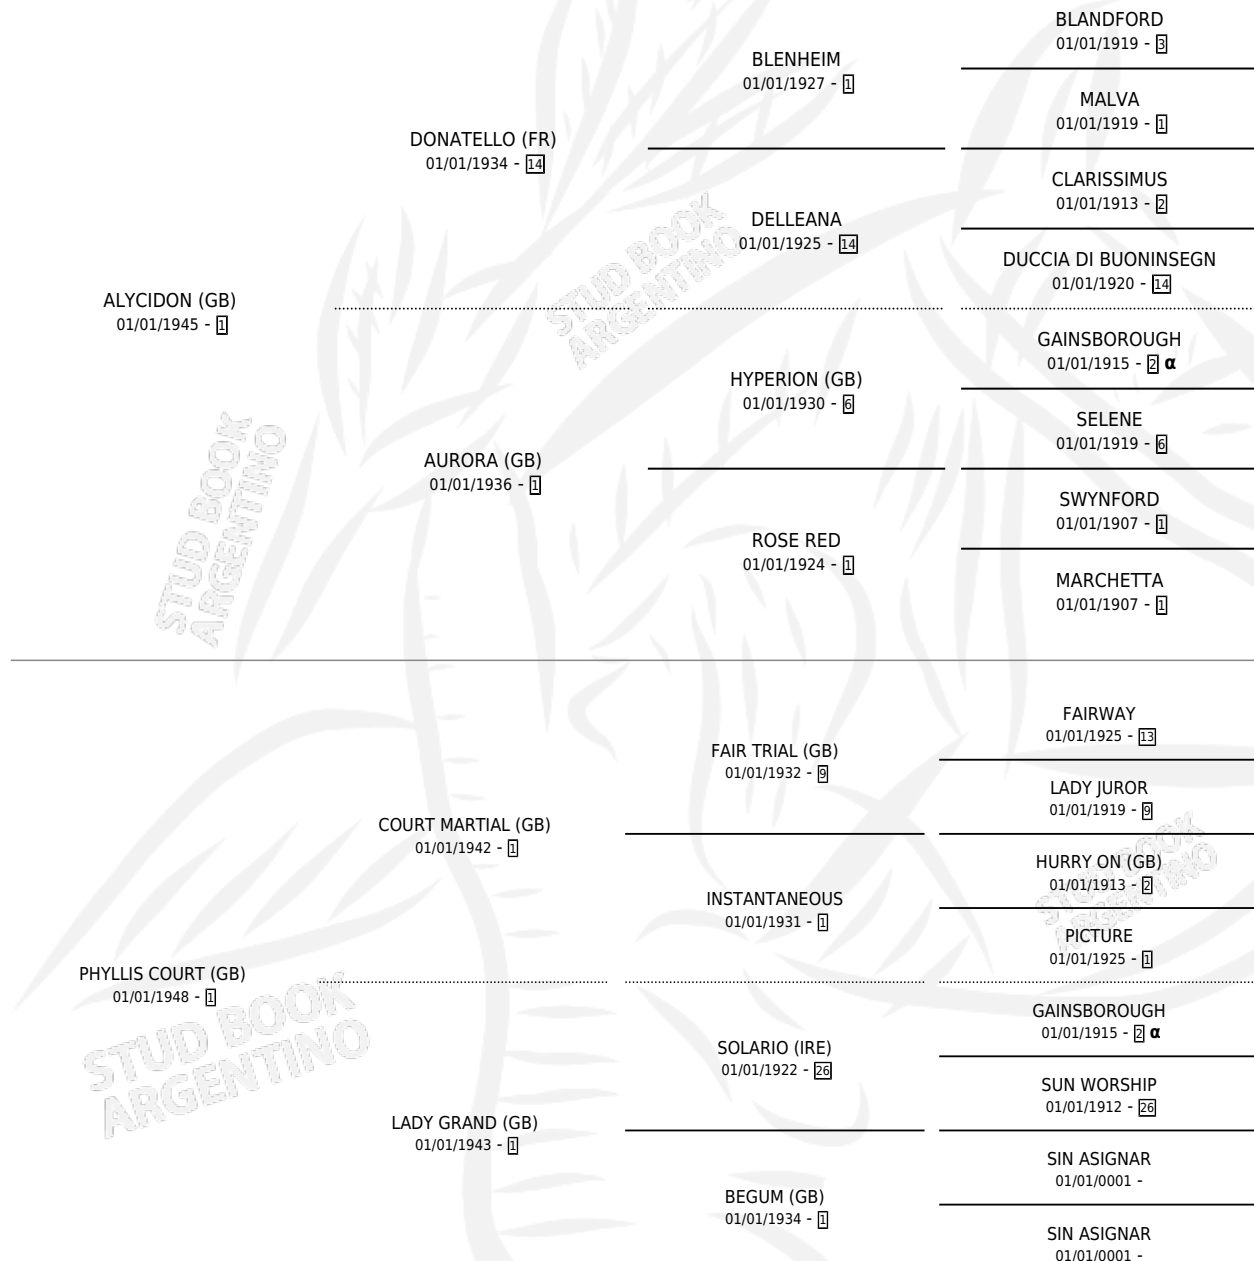 BLANDFORD
01/01/1919 - 3
BLENHEIM
01/01/1927 - 1
MALVA
01/01/1919 - 1
DONATELLO (FR)
01/01/1934 - 14
CLARISSIMUS
01/01/1913 - 2
DELLEANA
01/01/1925 - 14
DUCCIA DI BUONINSEGN
01/01/1920 - 14
ALYCIDON (GB)
01/01/1945 - 1
GAINSBOROUGH
01/01/1915 - 2 α
HYPERION (GB)
01/01/1930 - 6
SELENE
01/01/1919 - 6
AURORA (GB)
01/01/1936 - 1
SWYNFORD
01/01/1907 - 1
ROSE RED
01/01/1924 - 1
MARCHETTA
01/01/1907 - 1
FAIRWAY
01/01/1925 - 13
FAIR TRIAL (GB)
01/01/1932 - 9
LADY JUROR
01/01/1919 - 9
COURT MARTIAL (GB)
01/01/1942 - 1
HURRY ON (GB)
01/01/1913 - 2
INSTANTANEOUS
01/01/1931 - 1
PICTURE
01/01/1925 - 1
PHYLLIS COURT (GB)
01/01/1948 - 1
GAINSBOROUGH
01/01/1915 - 2 α
SOLARIO (IRE)
01/01/1922 - 26
SUN WORSHIP
01/01/1912 - 26
LADY GRAND (GB)
01/01/1943 - 1
SIN ASIGNAR
01/01/0001 -
BEGUM (GB)
01/01/1934 - 1
SIN ASIGNAR
01/01/0001 -
STUD BOOK
ARGENTINO
STUD BOOK
ARGENTINO
STUD BOOK
ARGENTINO
STUD BOOK
ARGENTINO